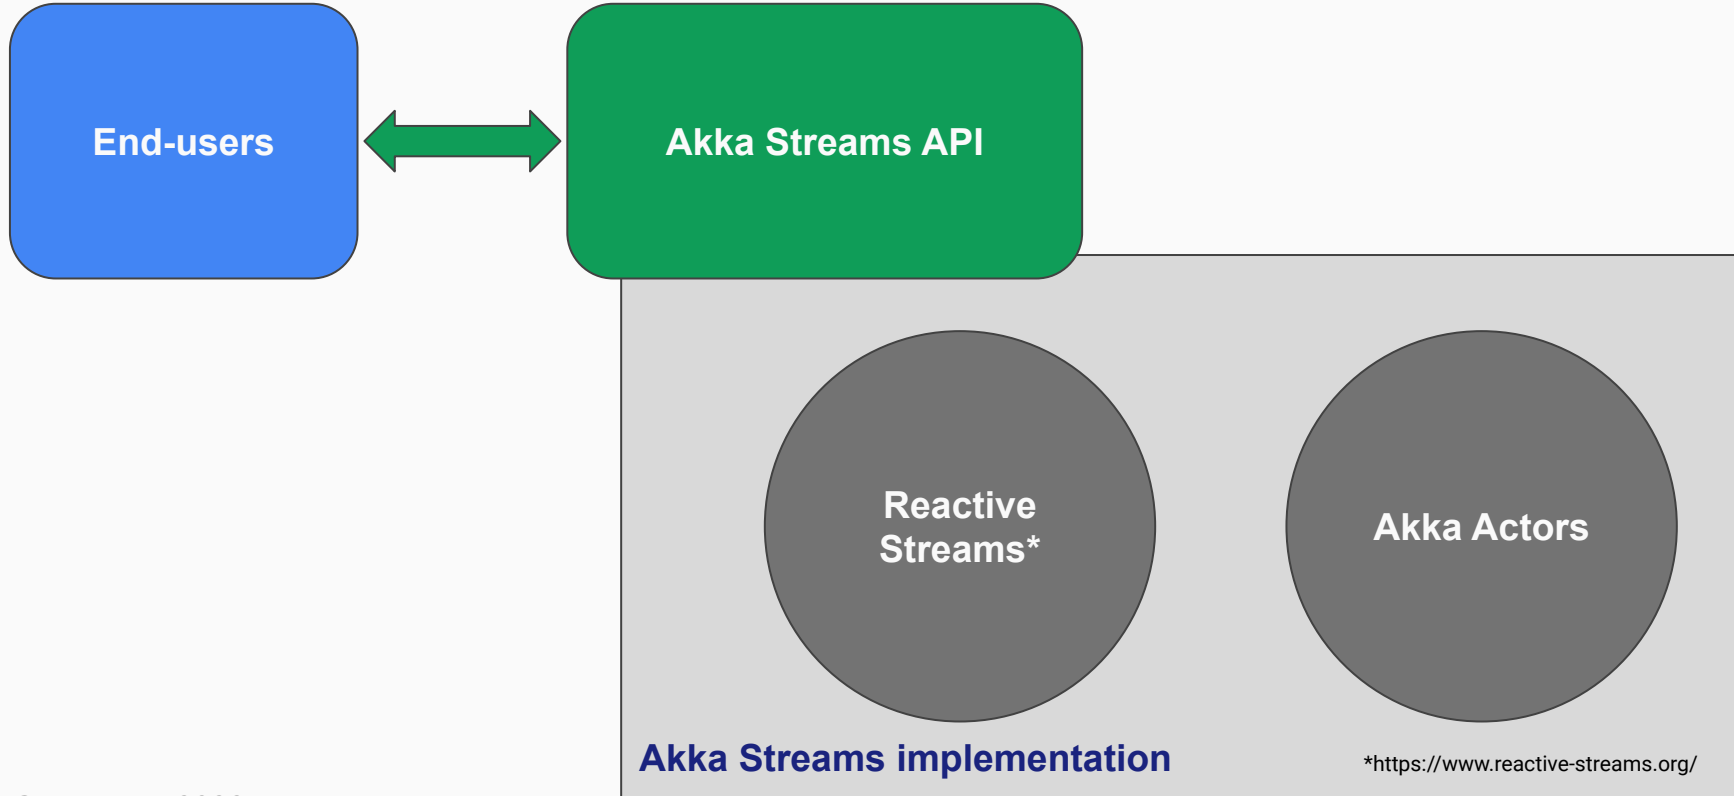 End-users
Akka Streams API
Reactive
Streams*
Akka Actors
Akka Streams implementation
*https://www.reactive-streams.org/